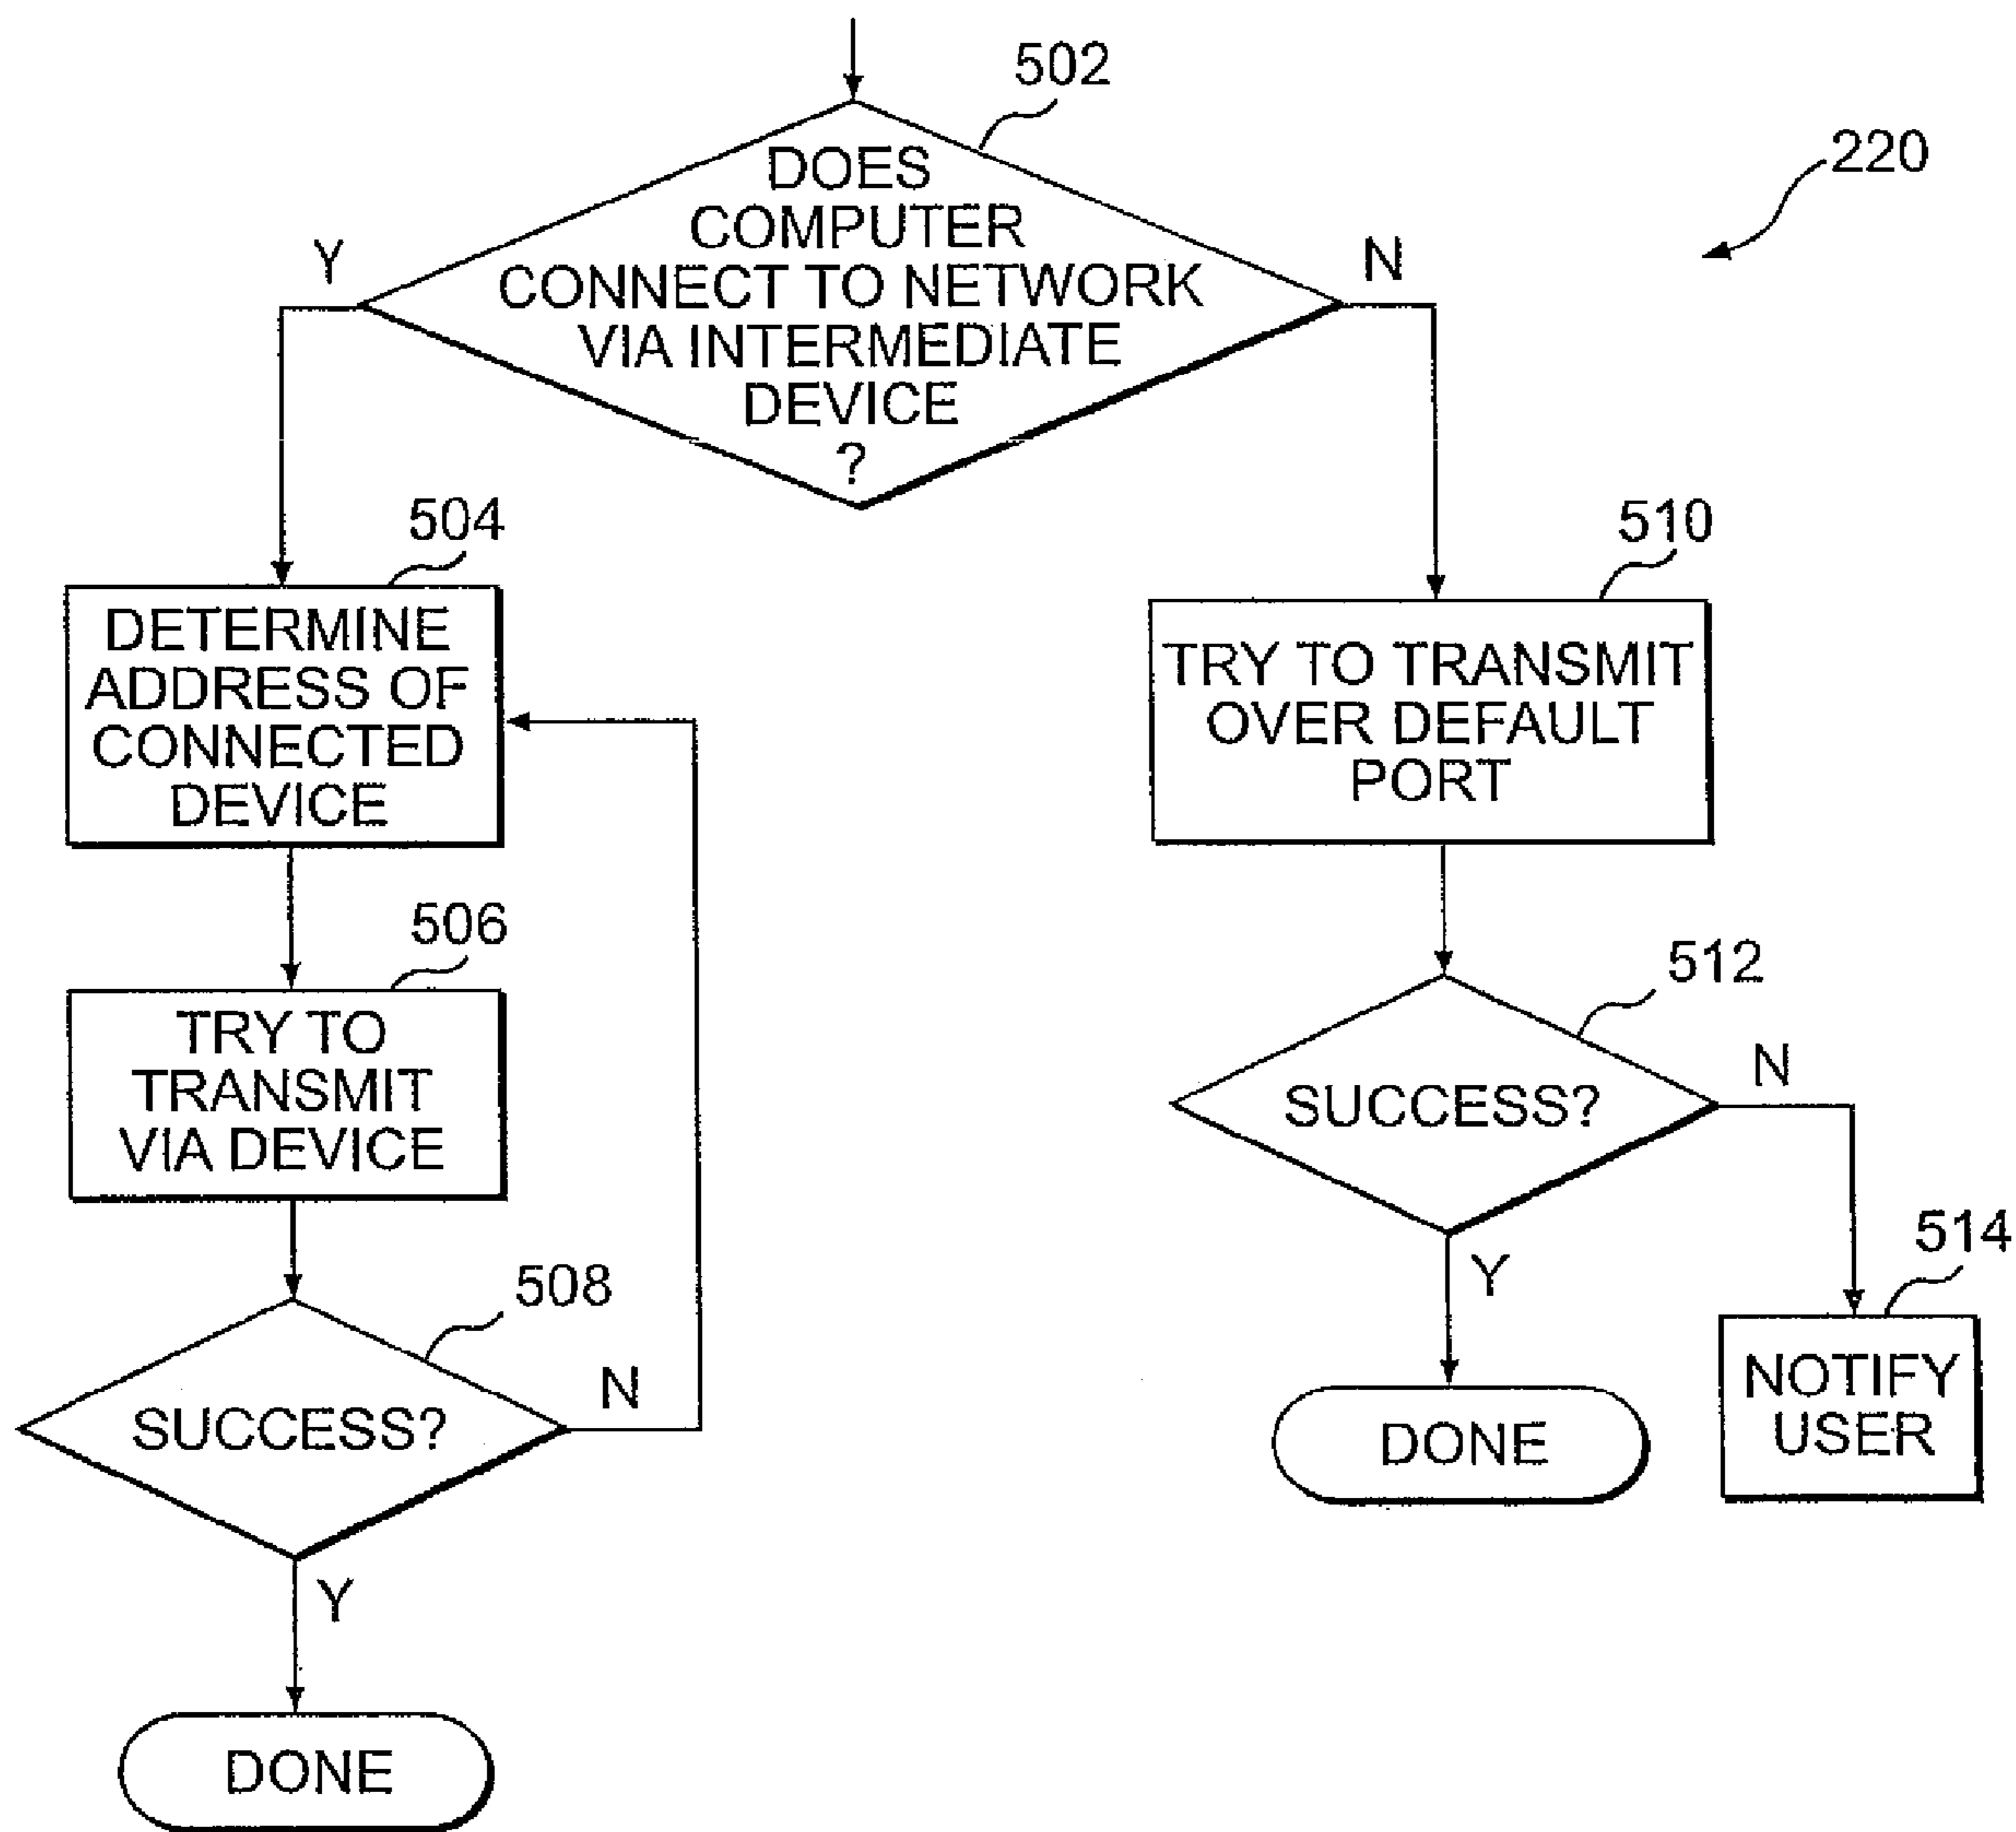 502
220
DOES
COMPUTER
CONNECT TO NETWORK
VIA INTERMEDIATE
DEVICE
?
Y
N
504
DETERMINE
ADDRESS OF
CONNECTED
DEVICE
506
TRY TO
TRANSMIT
VIA DEVICE
508
SUCCESS?
N
Y
DONE
510
TRY TO TRANSMIT
OVER DEFAULT
PORT
512
SUCCESS?
N
Y
DONE
514
NOTIFY
USER